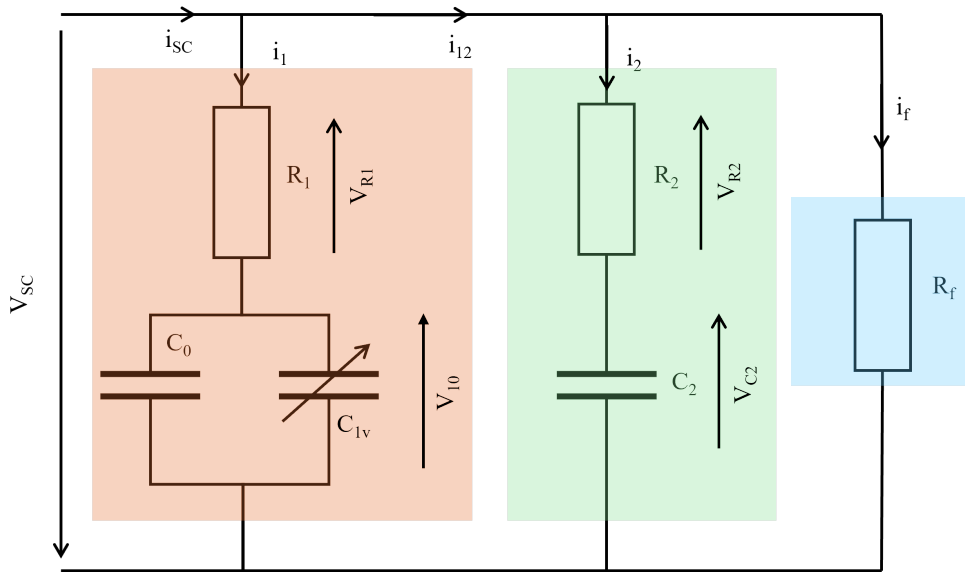 i_SC
i_1
i_12
i_2
i_f
R_1
V_R1
R_2
V_R2
V_SC
R_f
C_0
V_10
C_2
V_C2
C_1v